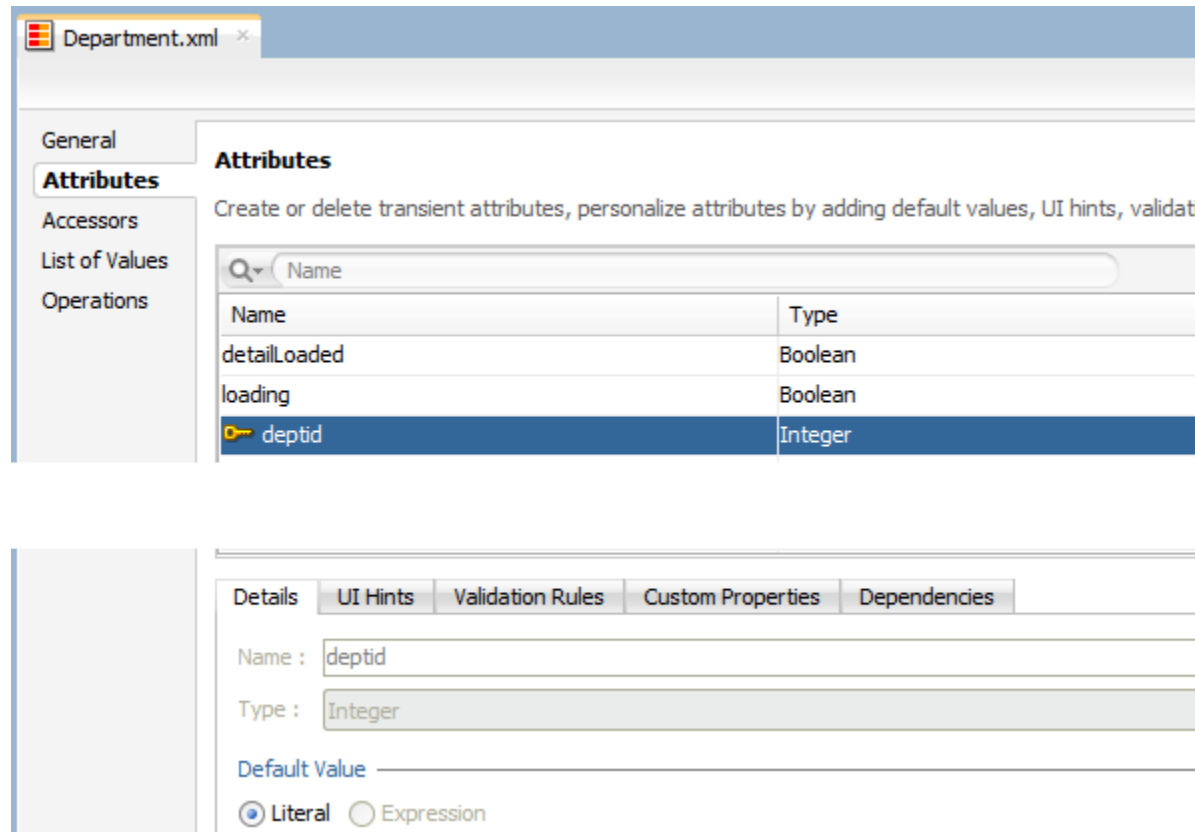 Department.xml
General
Attributes
Accessors
List of Values
Operations
Attributes
Create or delete transient attributes, personalize attributes by adding default values, UI hints, validat
Name
Name Type
detailLoaded Boolean
loading Boolean
deptid Integer
Details UI Hints Validation Rules Custom Properties Dependencies
Name : deptid
Type : Integer
Default Value
Literal Expression